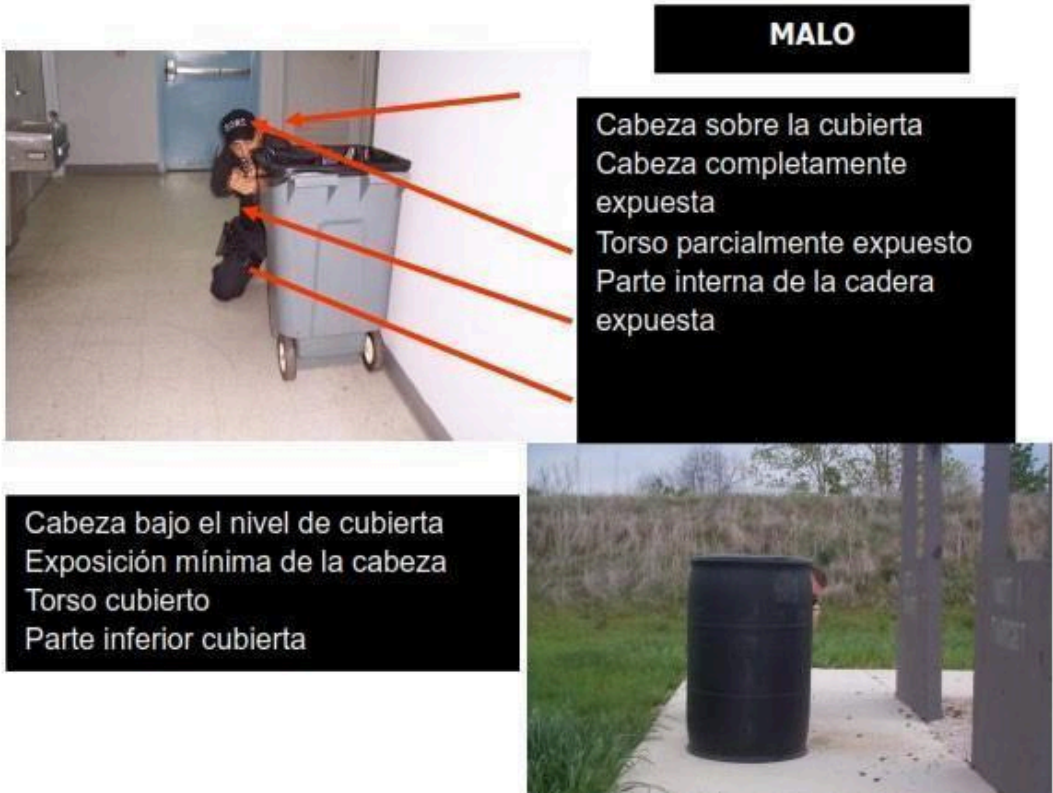 MALO
Cabeza sobre la cubierta
Cabeza completamente
expuesta
Torso parcialmente expuesto
Parte interna de la cadera
expuesta
Cabeza bajo el nivel de cubierta
Exposición mínima de la cabeza
Torso cubierto
Parte inferior cubierta